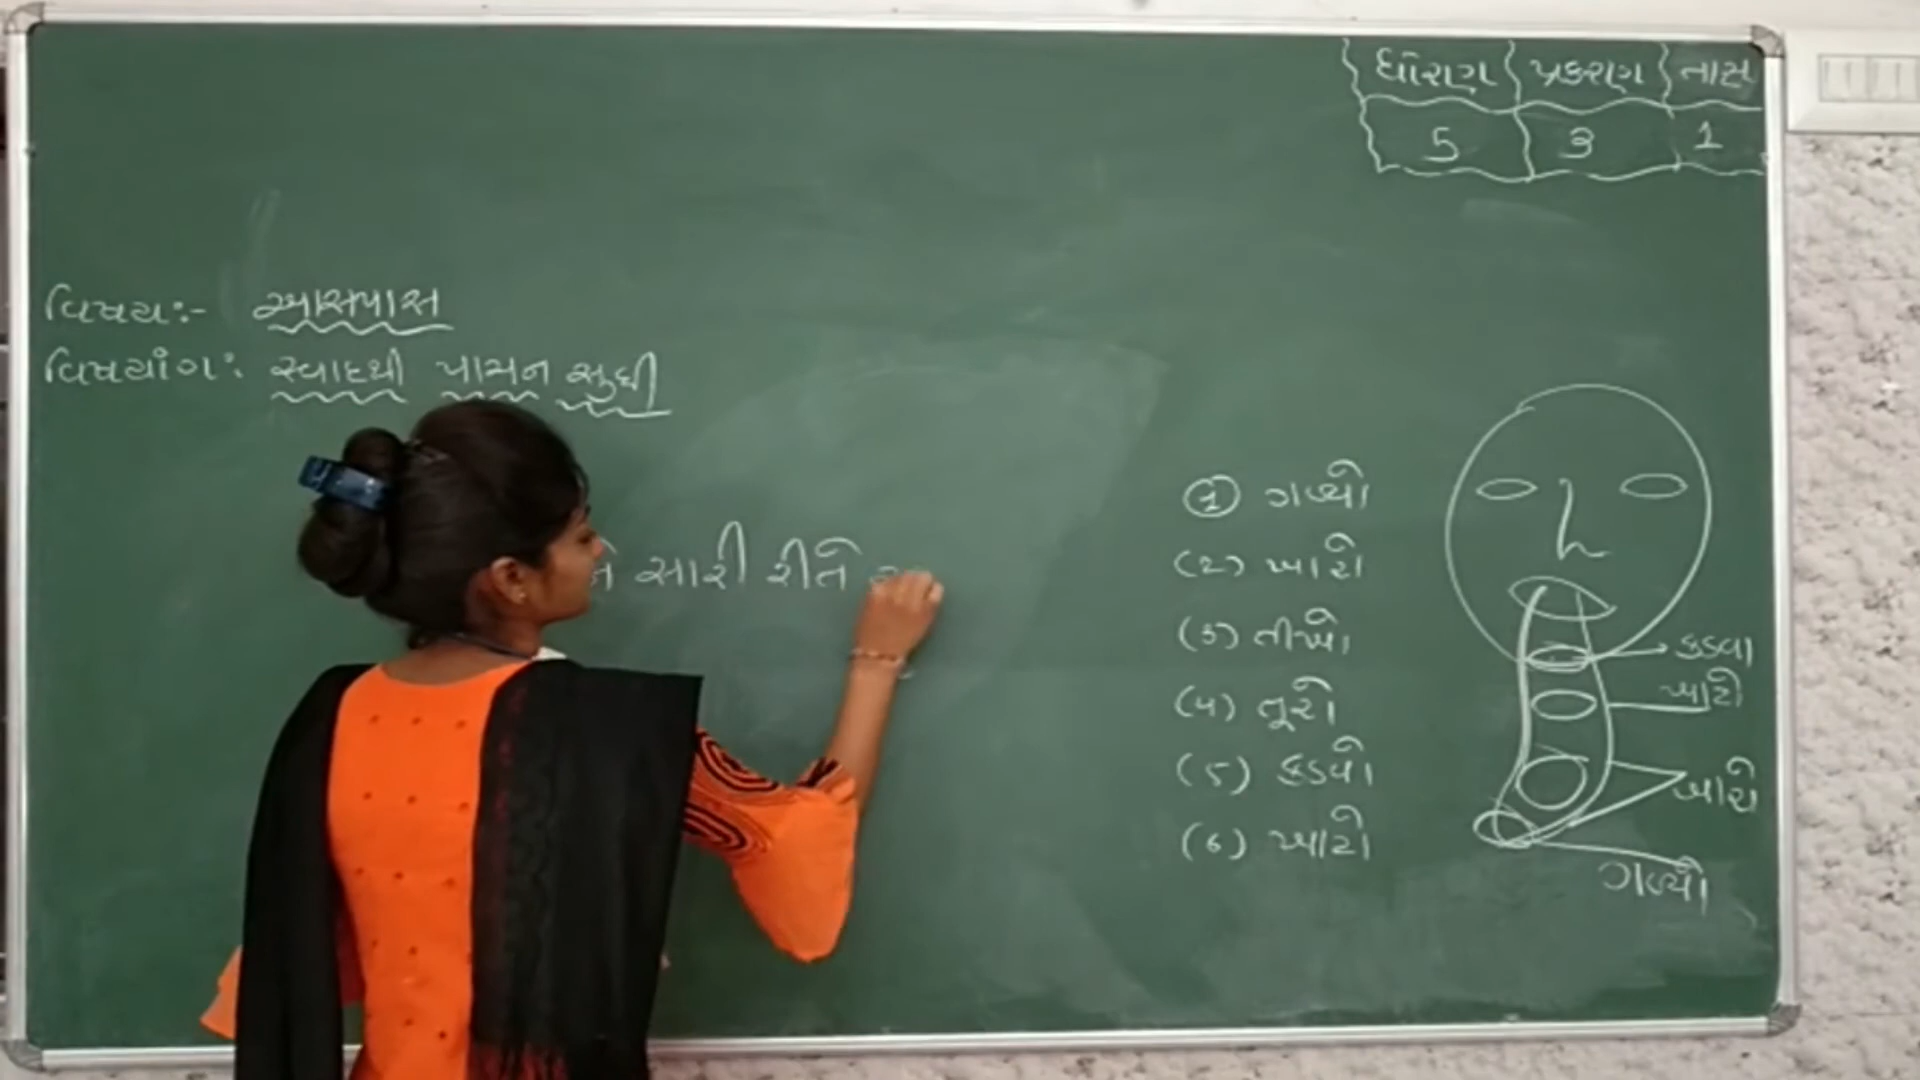 ધોરણ પ્રકરણ તાસ
5 3 1
વિષય:- આસપાસ
વિષયાંગ: સ્વાદથી પાચન સુધી
સારી રીતે
(1) ગળ્યો
(2) ખારો
(3) તીખો
(4) તૂરો
(5) કડવો
(6) ખાટો
કડવા
ખાટો
ખારો
ગળ્યો